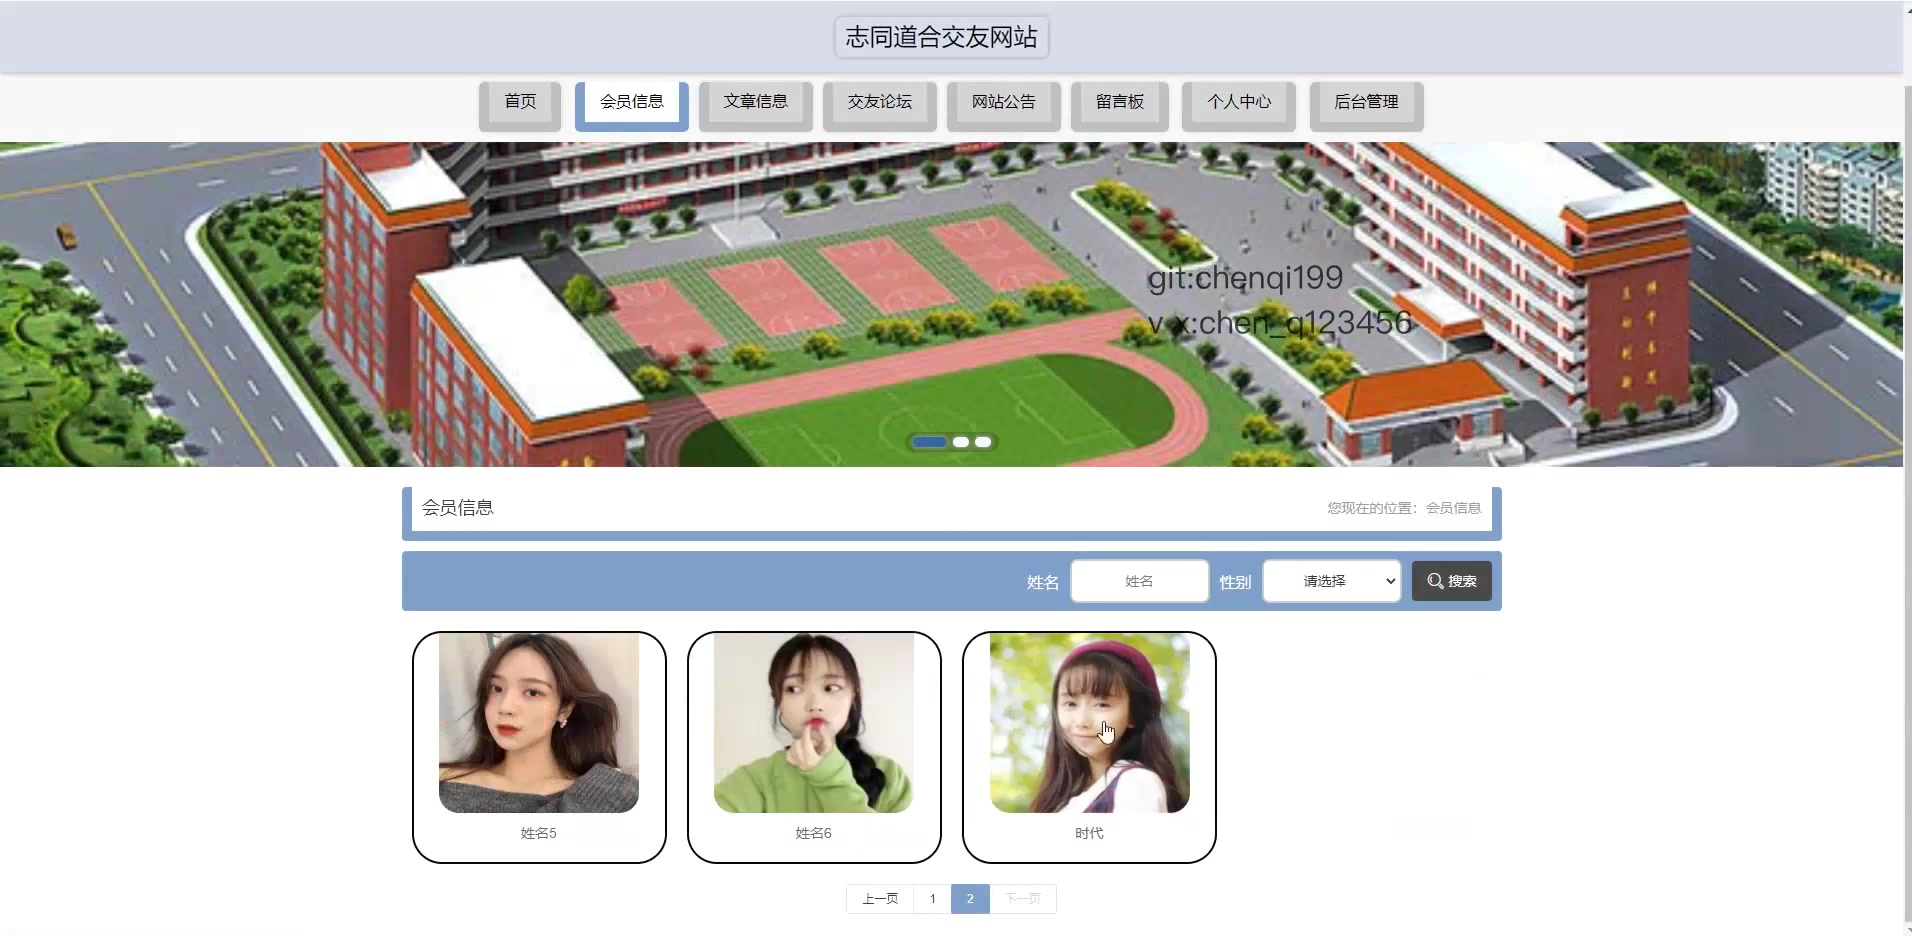 志同道合交友网站
首页 会员信息 文章信息 交友论坛 网站公告 留言板 个人中心 后台管理
git:chenqi199
v x:chen_q123456
会员信息 您现在的位置：会员信息
姓名 姓名 性别 请选择 搜索
姓名5 姓名6 时代
上一页 1 2 下一页